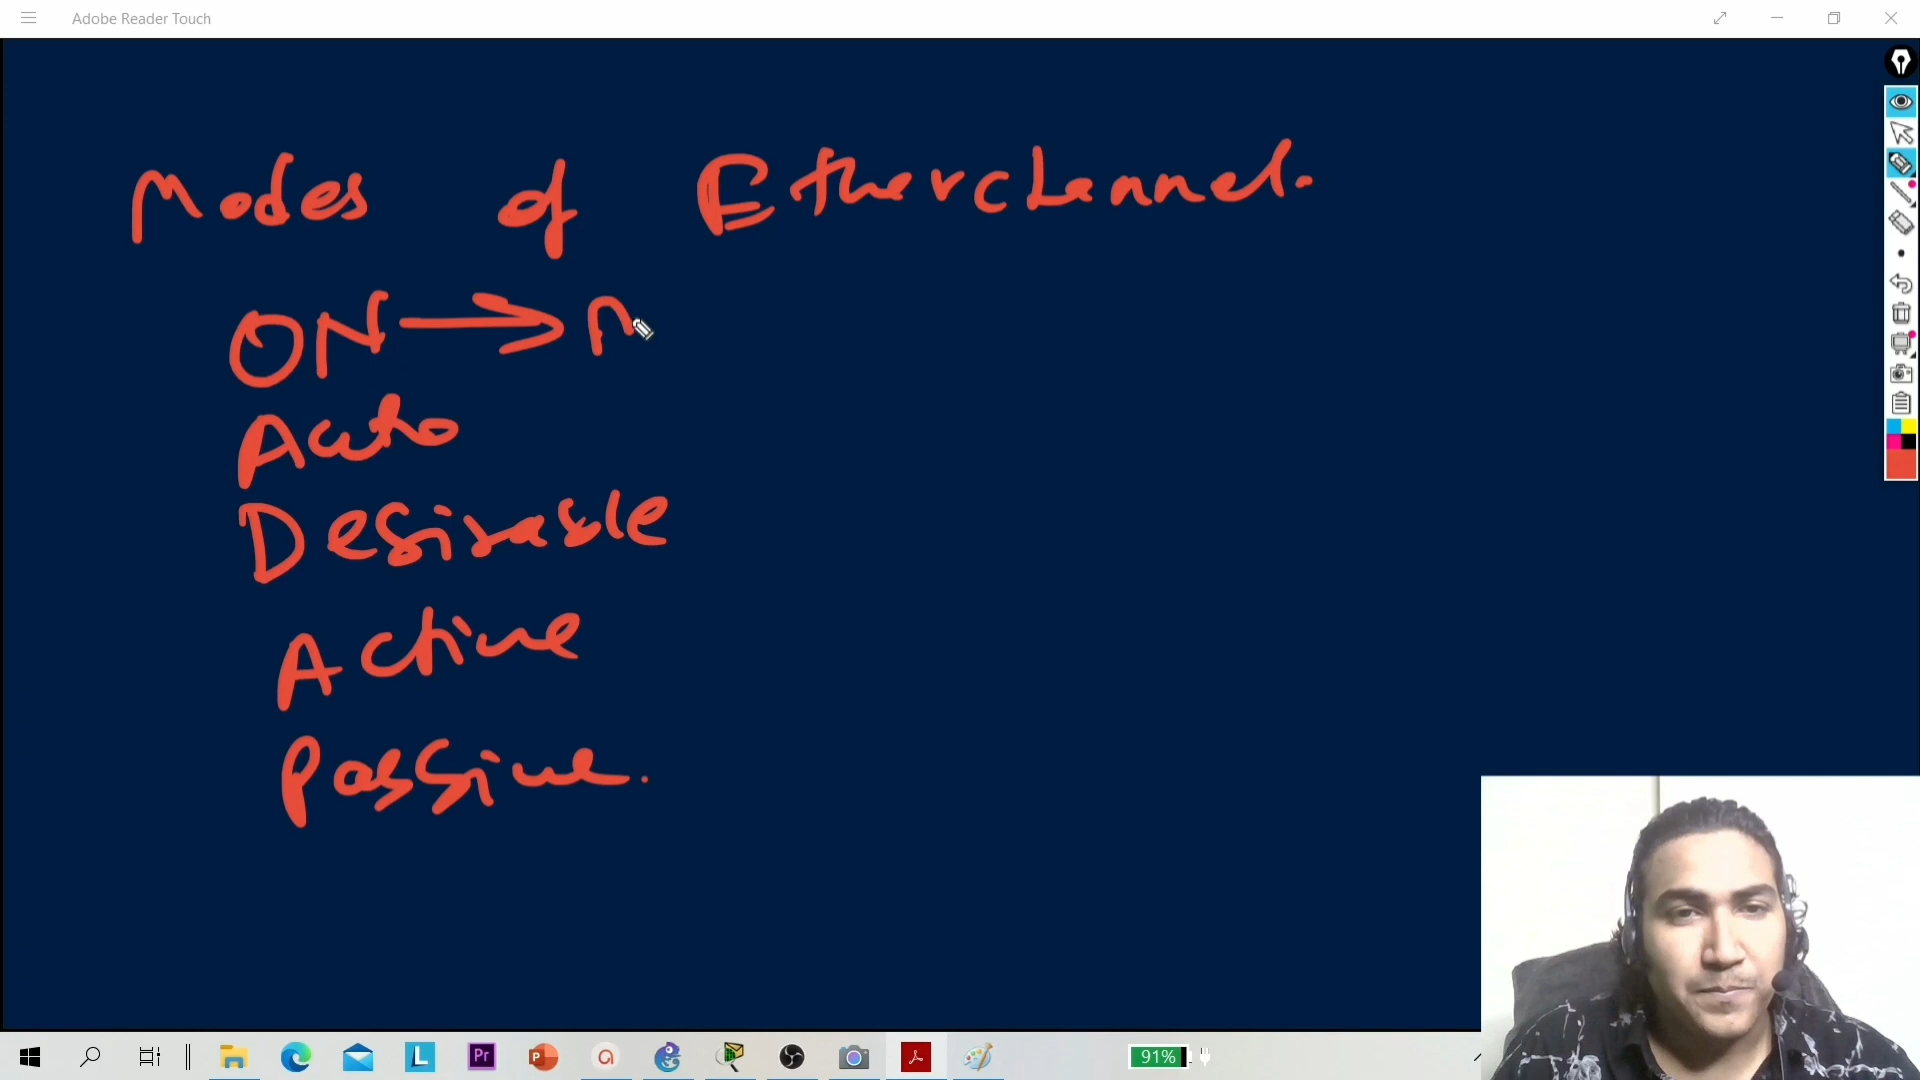 Adobe Reader Touch
Modes of Etherchannel.
ON →
Auto
Desirable
Active
Passive.
91%